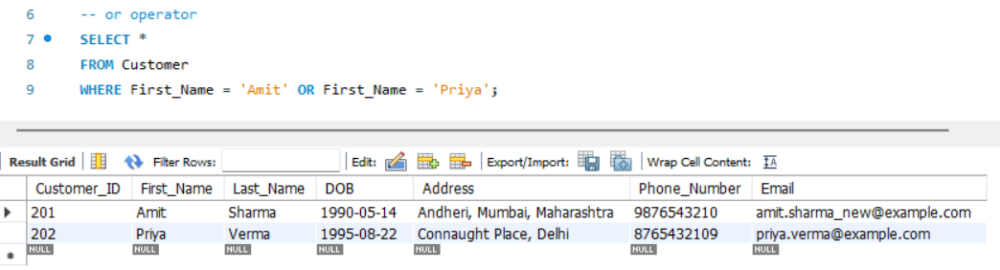 6 -- or operator
7 SELECT *
8 FROM Customer
9 WHERE First_Name = 'Amit' OR First_Name = 'Priya';
Result Grid Filter Rows: Edit: Export/Import: Wrap Cell Content: IA
Customer_ID First_Name Last_Name DOB Address Phone_Number Email
201 Amit Sharma 1990-05-14 Andheri, Mumbai, Maharashtra 9876543210 amit.sharma_new@example.com
202 Priya Verma 1995-08-22 Connaught Place, Delhi 8765432109 priya.verma@example.com
NULL NULL NULL NULL NULL NULL NULL